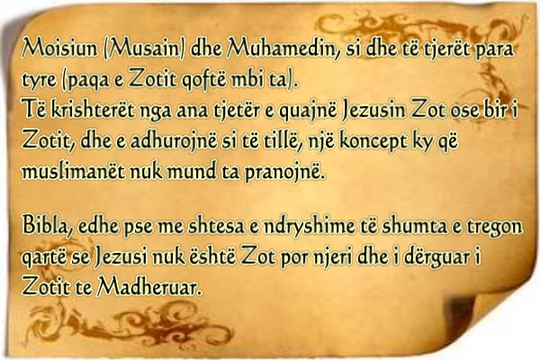 Moisiun (Musain) dhe Muhamedin, si dhe të tjerët para
tyre (paqa e Zotit qoftë mbi ta).
Të krishterët nga ana tjetër e quajnë Jezusin Zot ose bir i
Zotit, dhe e adhurojnë si të tillë, një koncept ky që
muslimanët nuk mund ta pranojnë.
Bibla, edhe pse me shtesa e ndryshime të shumta e tregon
qartë se Jezusi nuk është Zot por njeri dhe i dërguar i
Zotit te Madheruar.